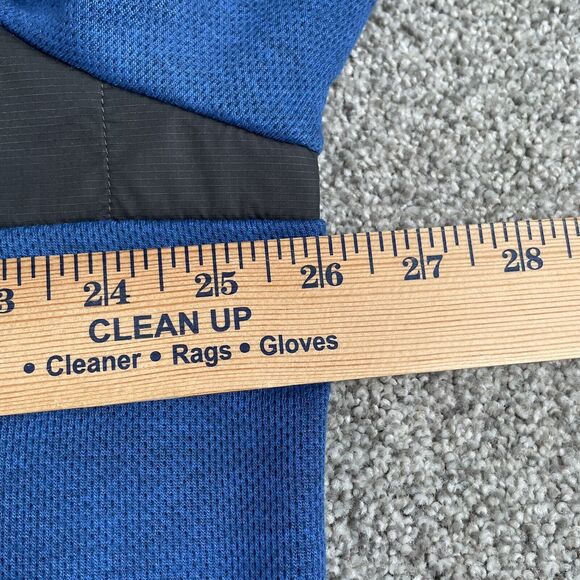 3 24 25 26 27 28
CLEAN UP
• Cleaner • Rags • Gloves